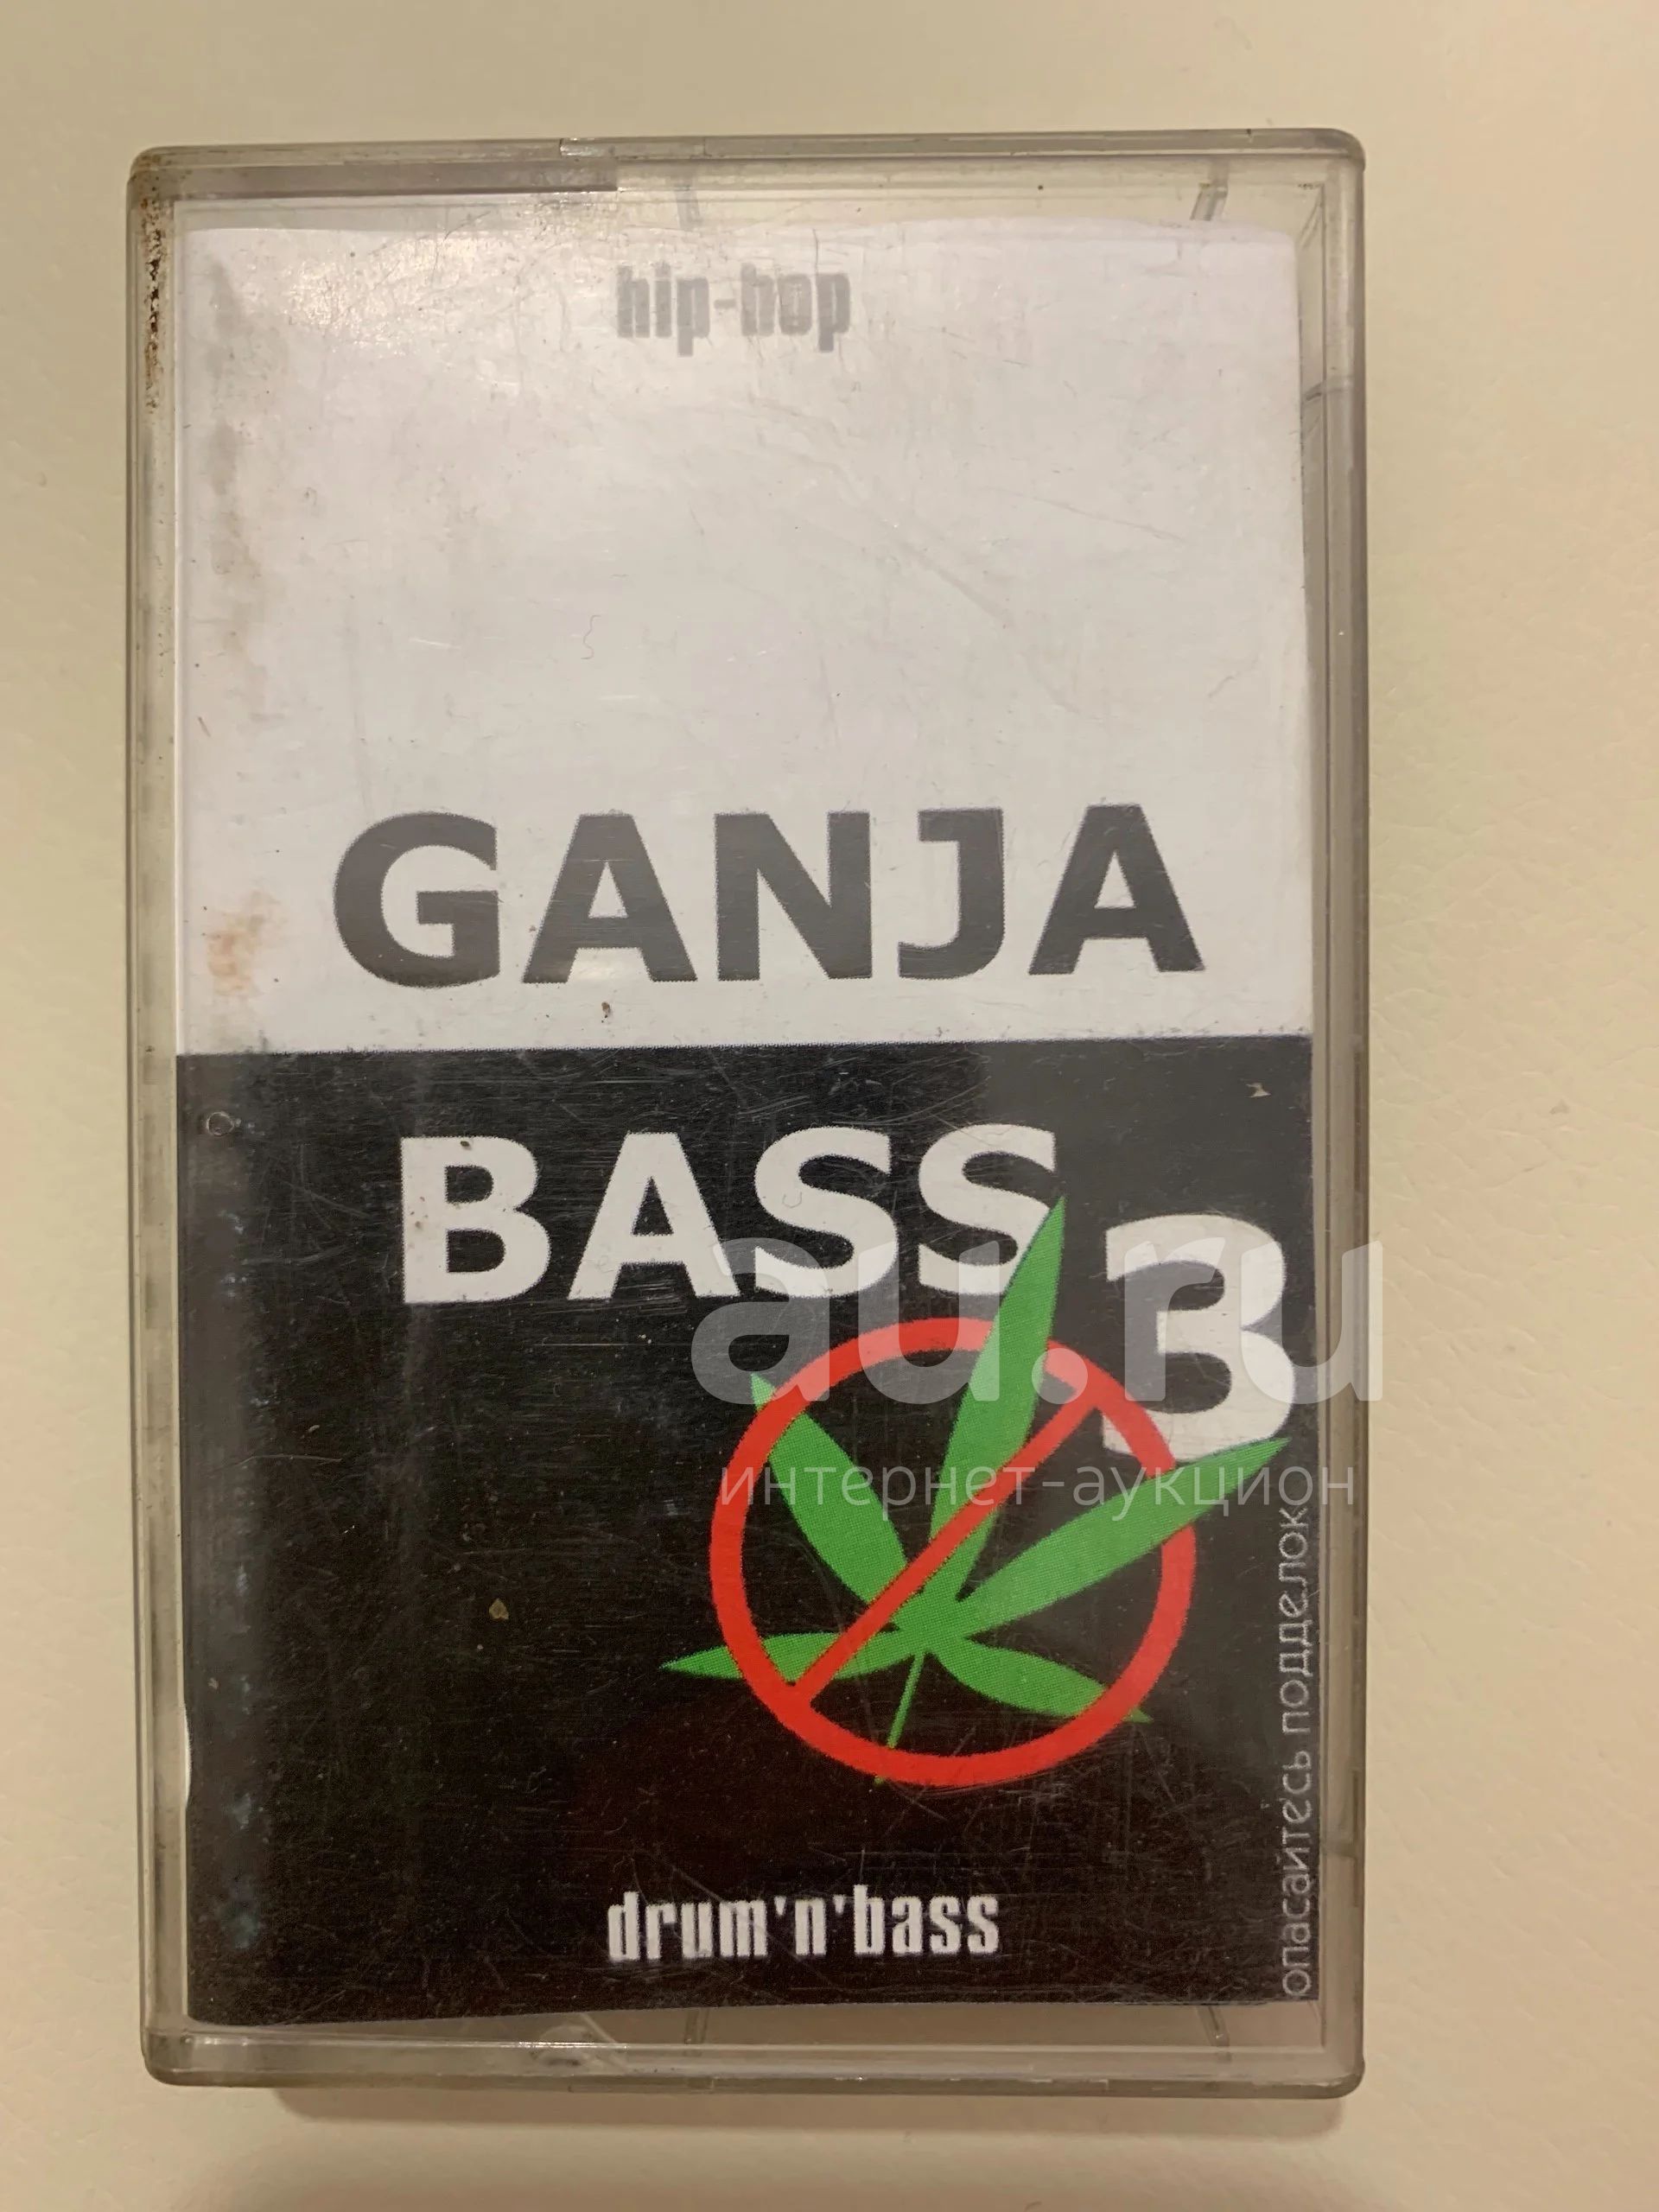 hip-hop
GANJA
BASS
3
au.ru
интернет-аукцион
опасайтесь подделок
drum'n'bass